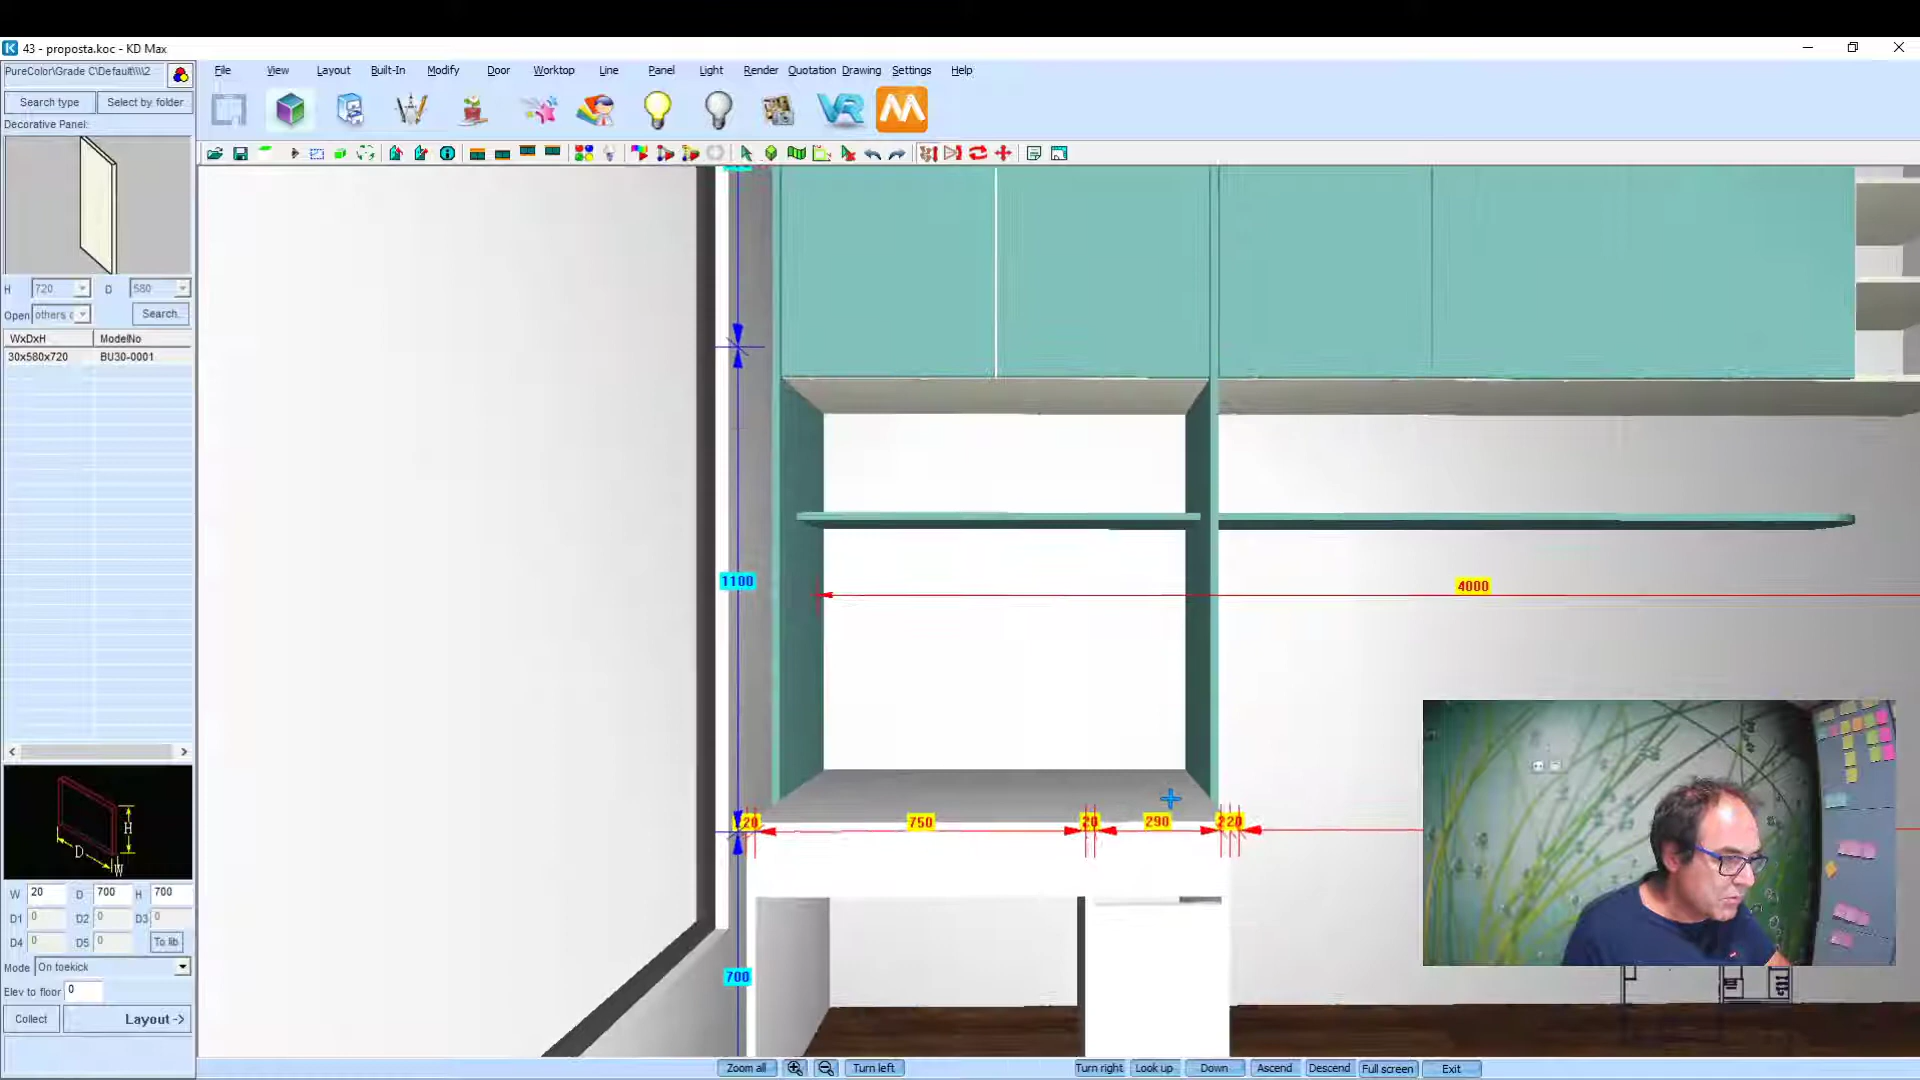 43 - proposta.koc - KD Max
PureColor\Grade C\Default\\\\2
Search type
Select by folder
Decorative Panel:
H 720 D 580
Open others
Search.
WxDxH ModelNo
30x580x720 BU30-0001
File View Layout Built-In Modify Door Worktop Line Panel Light Render Quotation Drawing Settings Help
VR
1100
4000
20 750 20 290 220
700
D H W
W 20 D 700 H 700
D1 0 D2 0 D3 0
D4 0 D5 0 To lib
Mode On toekick
Elev to floor 0
Collect
Layout ->
Zoom all
Turn left
Turn right
Look up
Down
Ascend
Descend
Full screen
Exit